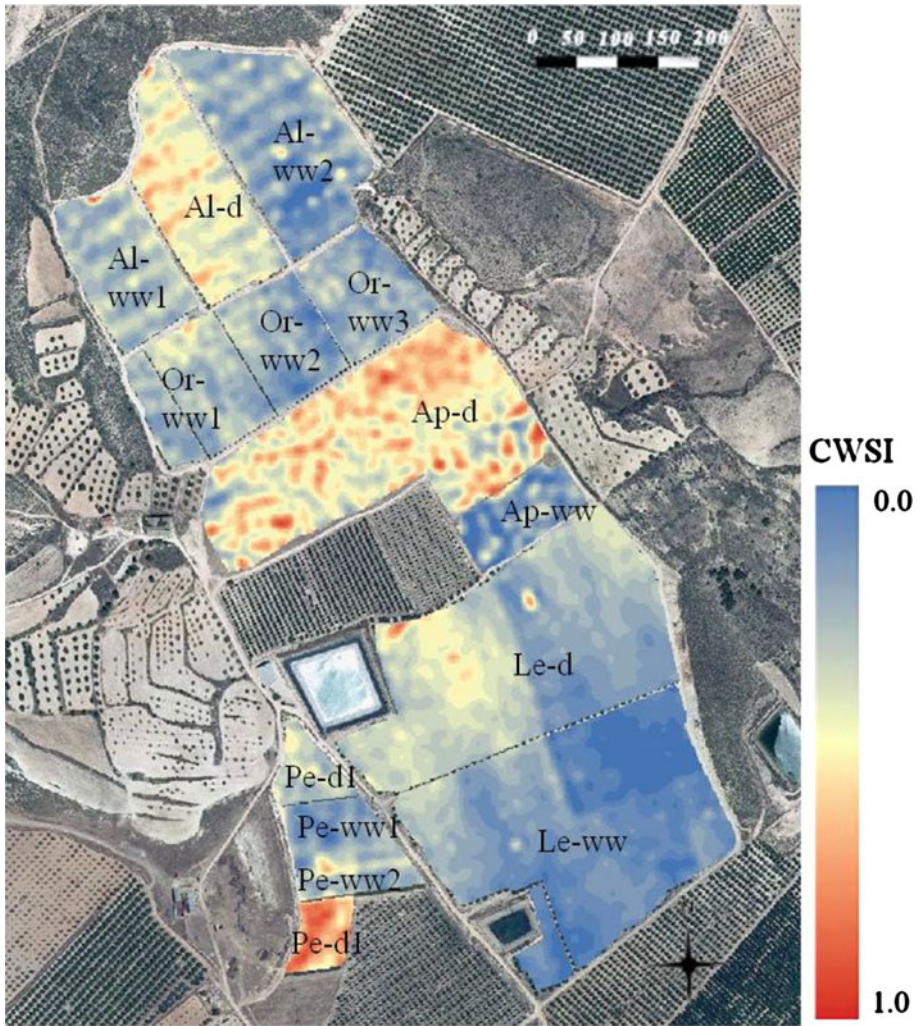 0 50 100 150 200
Al-
ww2
Al-d
Al-
ww1
Or-
ww3
Or-
ww2
Or-
ww1
Ap-d
CWSI
0.0
Ap-ww
Le-d
Pe-d1
Pe-ww1
Le-ww
Pe-ww2
Pe-d1
1.0